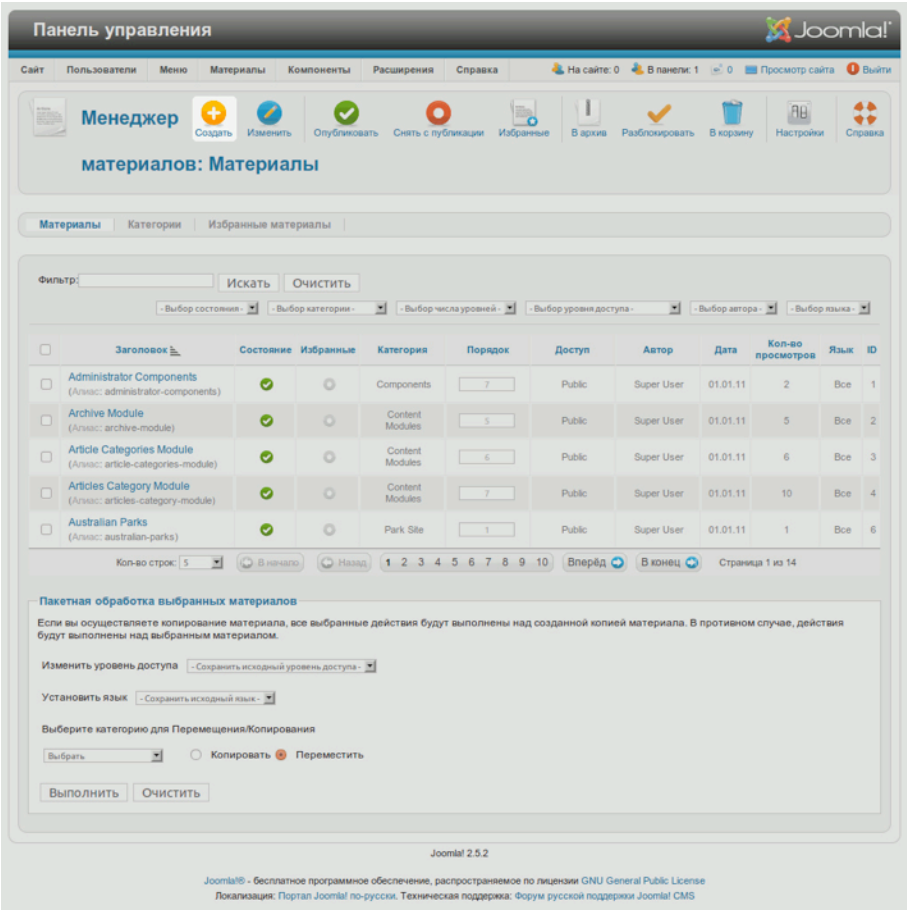 Панель управления
Joomla!
Сайт Пользователи Меню Материалы Компоненты Расширения Справка На сайте: 0 В панели: 1 0 Просмотр сайта Выйти
Менеджер
Создать Изменить Опубликовать Снять с публикации Избранные В архив Разблокировать В корзину Настройки Справка
материалов: Материалы
Материалы Категории Избранные материалы
Фильтр: Искать Очистить
- Выбор состояния - - Выбор категории - - Выбор числа уровней - - Выбор уровня доступа - - Выбор автора - - Выбор языка -
Заголовок Состояние Избранные Категория Порядок Доступ Автор Дата Кол-во просмотров Язык ID
Administrator Components
(Алиас: administrator-components) Components 7 Public Super User 01.01.11 2 Все 1
Archive Module
(Алиас: archive-module) Content Modules 5 Public Super User 01.01.11 5 Все 2
Article Categories Module
(Алиас: article-categories-module) Content Modules 6 Public Super User 01.01.11 6 Все 3
Articles Category Module
(Алиас: articles-category-module) Content Modules 7 Public Super User 01.01.11 10 Все 4
Australian Parks
(Алиас: australian-parks) Park Site 1 Public Super User 01.01.11 1 Все 6
Кол-во строк: 5 В начало Назад 1 2 3 4 5 6 7 8 9 10 Вперёд В конец Страница 1 из 14
Пакетная обработка выбранных материалов
Если вы осуществляете копирование материала, все выбранные действия будут выполнены над созданной копией материала. В противном случае, действия
будут выполнены над выбранным материалом.
Изменить уровень доступа - Сохранить исходный уровень доступа -
Установить язык - Сохранить исходный язык -
Выберите категорию для Перемещения/Копирования
Выбрать Копировать Переместить
Выполнить Очистить
Joomla! 2.5.2
Joomla!® - бесплатное программное обеспечение, распространяемое по лицензии GNU General Public License
Локализация: Портал Joomla! по-русски. Техническая поддержка: Форум русской поддержки Joomla! CMS